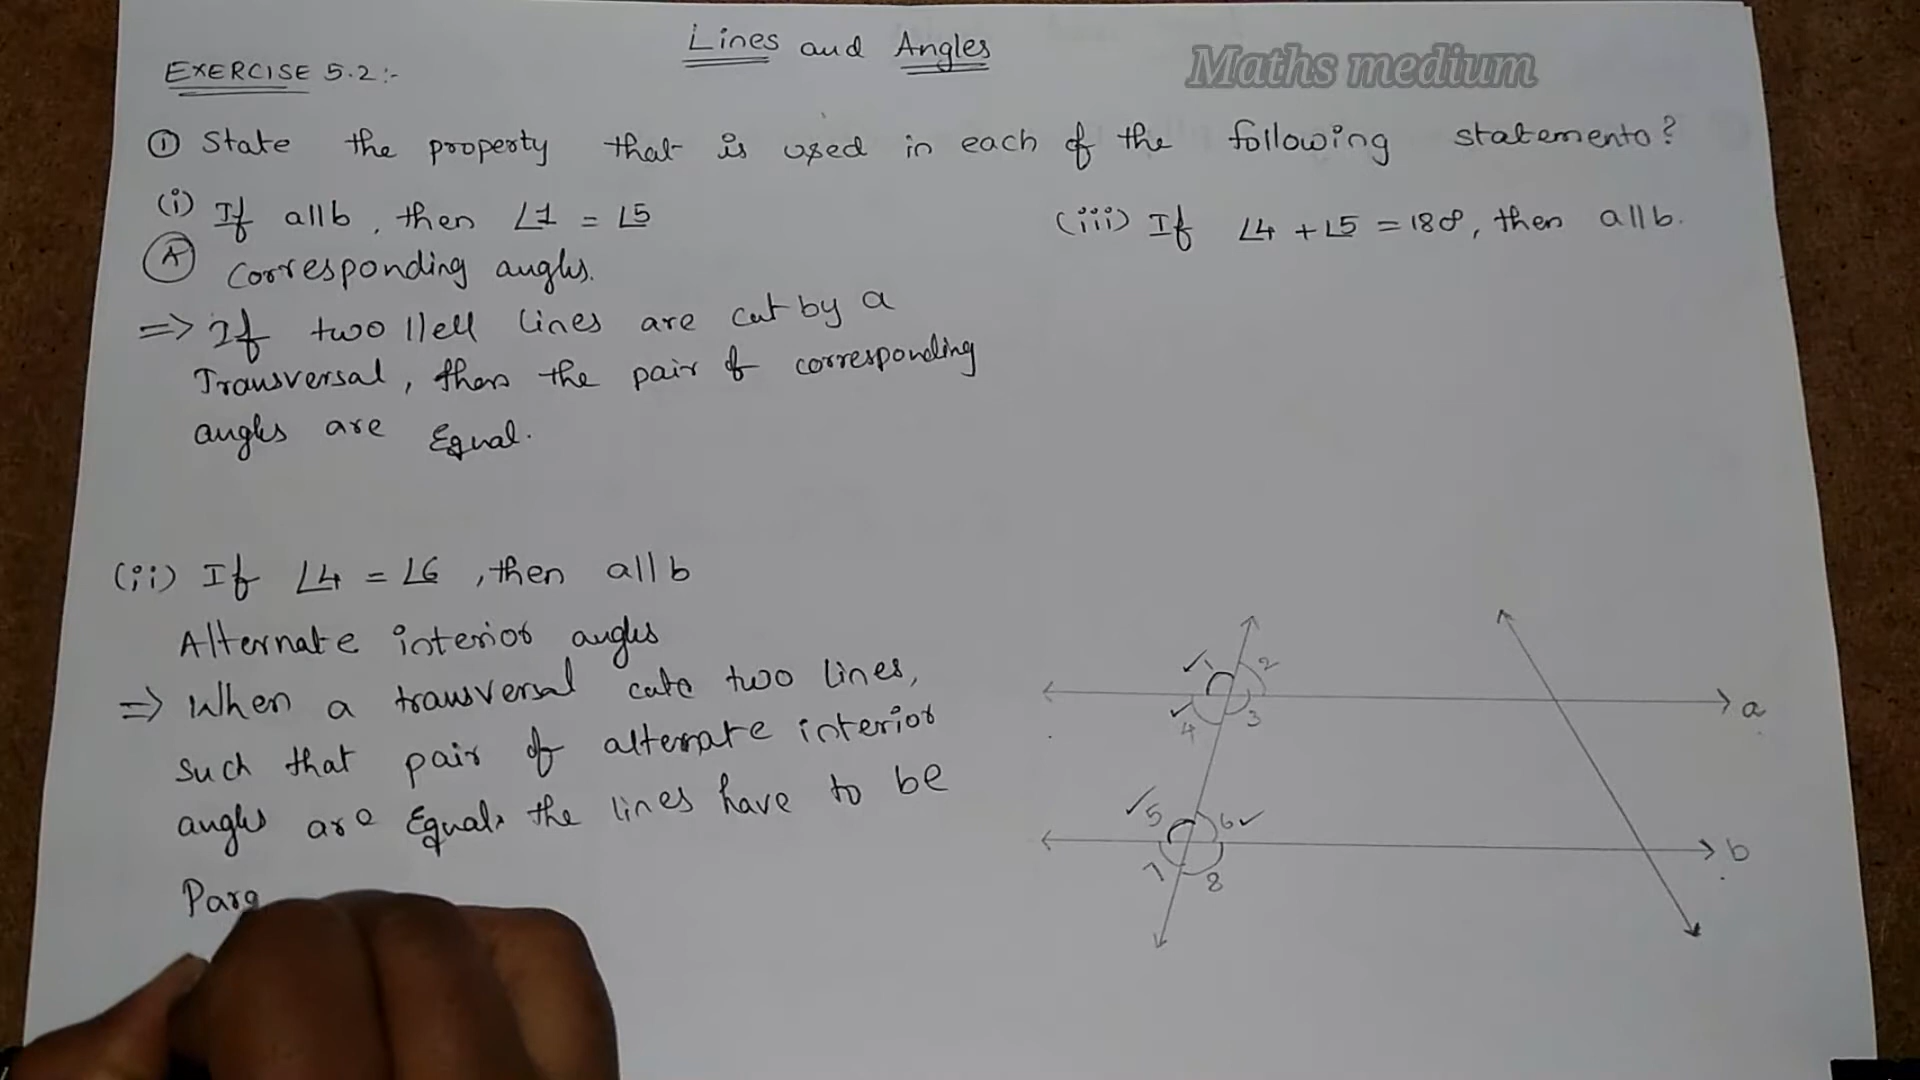 Lines and Angles
Maths medium
EXERCISE 5.2:-
① State the property that is used in each of the following statements?
(i) If a||b, then ∠1 = ∠5
Ⓐ Corresponding angles.
=> If two ||ell lines are cut by a
Transversal, then the pair of corresponding
angles are Equal.
(ii) If ∠4 = ∠6, then a||b
Alternate interior angles
=> When a transversal cuts two lines,
such that pair of alternate interior
angles are Equal, the lines have to be
Para
(iii) If ∠4 + ∠5 = 180°, then a||b.
✓1 2
✓4 3
a
✓5 6✓
7 8
b